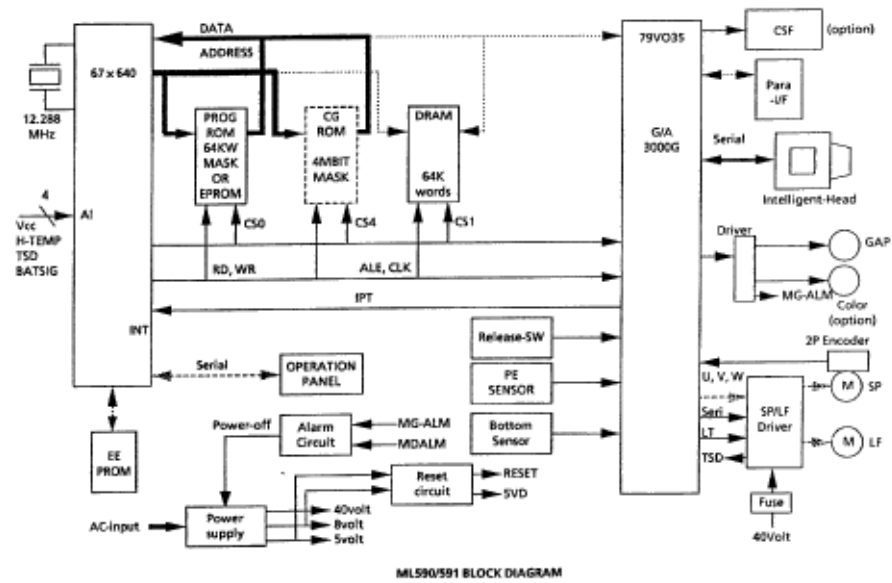 DATA
ADDRESS
67 x 640
12.288
MHz
4
AI
Vcc
H-TEMP
TSD
BATSIG
PROG
ROM
64KW
MASK
OR
EPROM
CG
ROM
4MBIT
MASK
DRAM
64K
words
CS0
CS4
CS1
RD, WR
ALE, CLK
IPT
INT
Serial
OPERATION
PANEL
EE
PROM
Release-SW
PE
SENSOR
Bottom
Sensor
Power-off
Alarm
Circuit
MG-ALM
MDALM
Reset
circuit
RESET
5VD
AC-input
Power
supply
40volt
8volt
5volt
79VO35
G/A
3000G
CSF
(option)
Para
-I/F
Serial
Intelligent-Head
Driver
GAP
MG-ALM
Color
(option)
2P Encoder
U, V, W
M
SP
Seri
LT
TSD
SP/LF
Driver
M
LF
Fuse
40Volt
ML590/591 BLOCK DIAGRAM